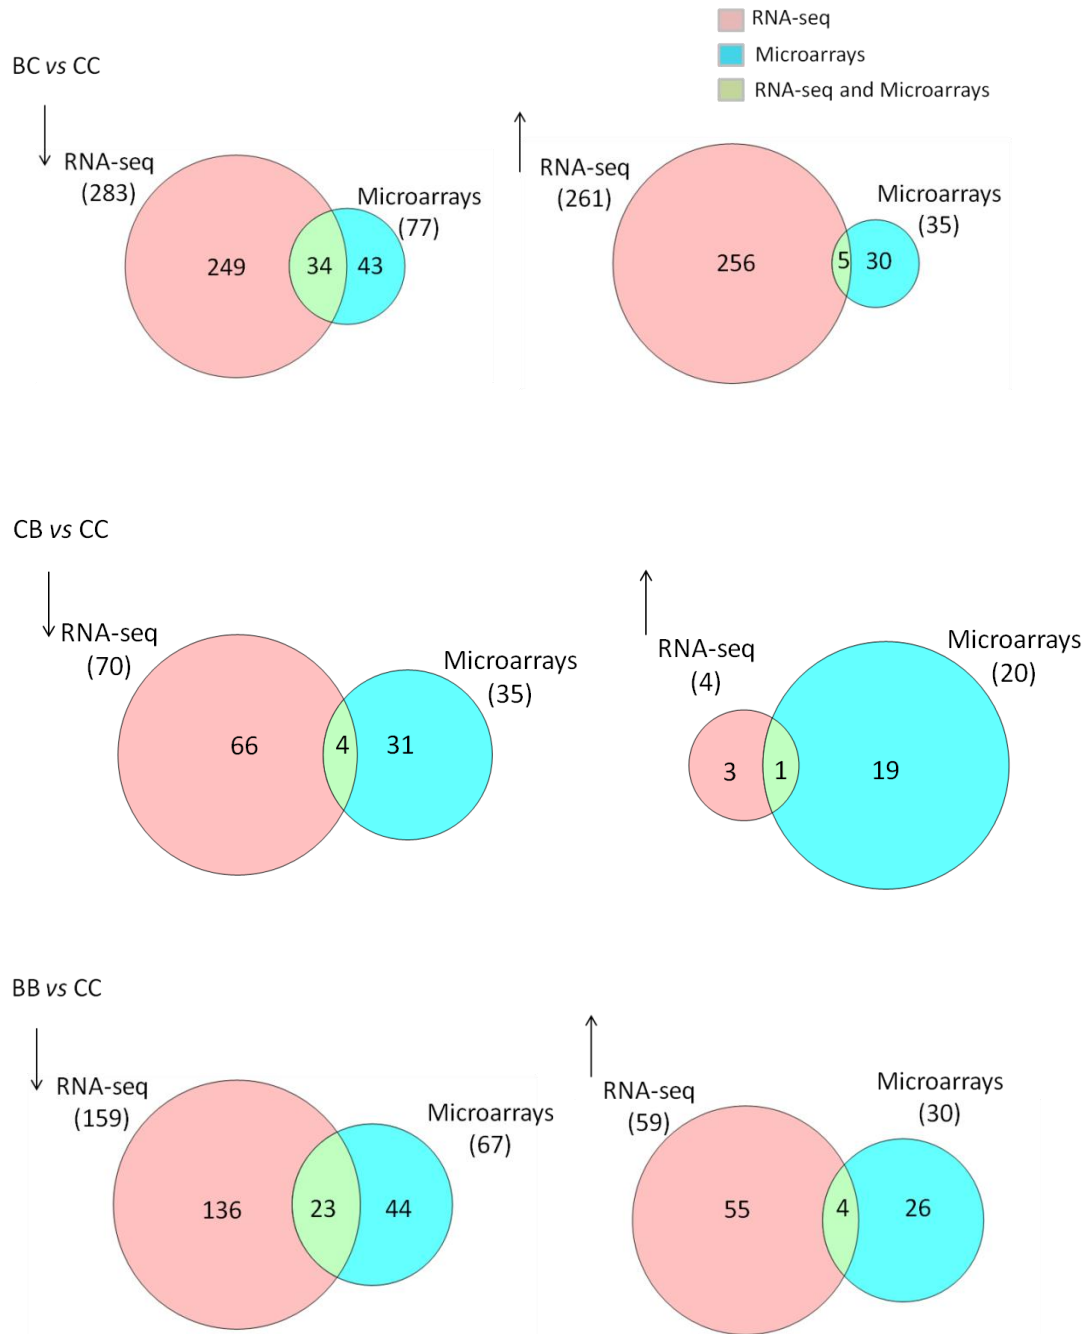 RNA-seq
Microarrays
RNA-seq and Microarrays
BC vs CC
RNA-seq
(283)
Microarrays
(77)
249
34
43
RNA-seq
(261)
Microarrays
(35)
256
5
30
CB vs CC
RNA-seq
(70)
Microarrays
(35)
66
4
31
RNA-seq
(4)
Microarrays
(20)
3
1
19
BB vs CC
RNA-seq
(159)
Microarrays
(67)
136
23
44
RNA-seq
(59)
Microarrays
(30)
55
4
26